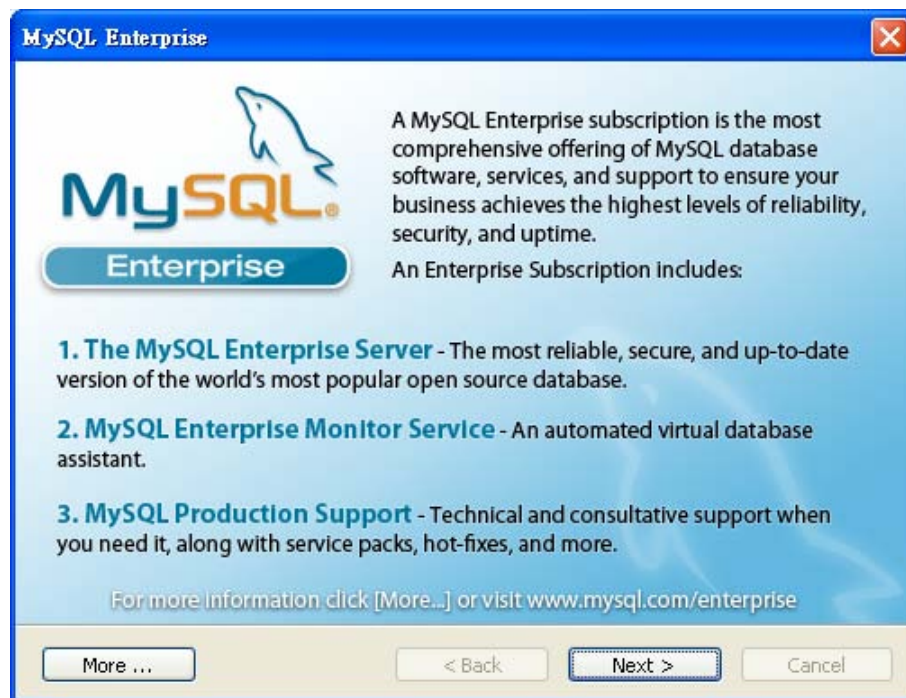 MySQL Enterprise
MySQL®
Enterprise
A MySQL Enterprise subscription is the most
comprehensive offering of MySQL database
software, services, and support to ensure your
business achieves the highest levels of reliability,
security, and uptime.
An Enterprise Subscription includes:
1. The MySQL Enterprise Server - The most reliable, secure, and up-to-date
version of the world's most popular open source database.
2. MySQL Enterprise Monitor Service - An automated virtual database
assistant.
3. MySQL Production Support - Technical and consultative support when
you need it, along with service packs, hot-fixes, and more.
For more information click [More...] or visit www.mysql.com/enterprise
More ...
< Back
Next >
Cancel